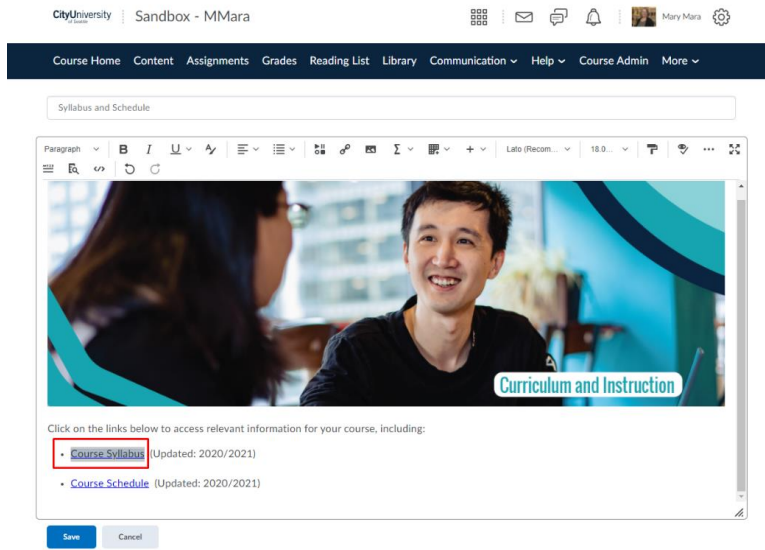 CityUniversity
of Seattle
Sandbox - MMara
Mary Mara
Course Home Content Assignments Grades Reading List Library Communication Help Course Admin More
Syllabus and Schedule
Paragraph B I U Lato (Recom... 18.0...
Curriculum and Instruction
Click on the links below to access relevant information for your course, including:
• Course Syllabus (Updated: 2020/2021)
• Course Schedule (Updated: 2020/2021)
Save Cancel